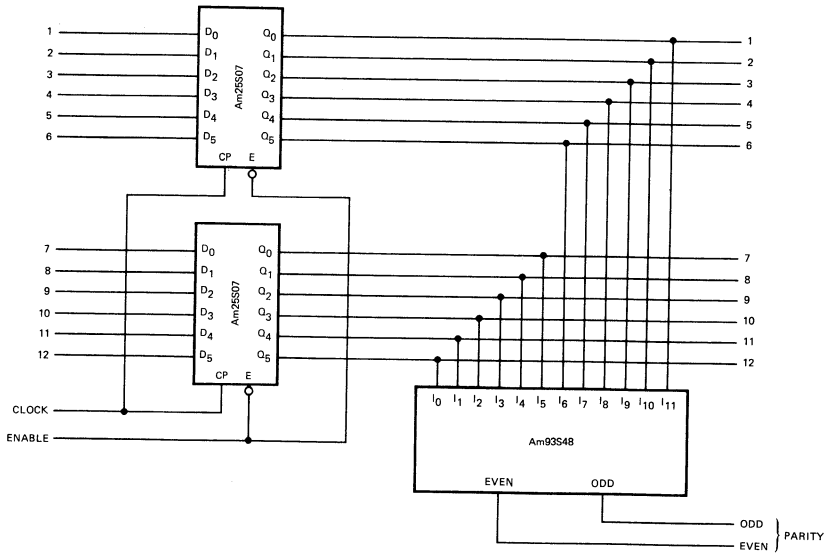 1 D0 Q0 1
2 D1 Q1 2
3 D2 Q2 3
4 D3 Q3 4
5 D4 Q4 5
6 D5 Q5 6
Am25S07
CP E
7 D0 Q0 7
8 D1 Q1 8
9 D2 Q2 9
10 D3 Q3 10
11 D4 Q4 11
12 D5 Q5 12
Am25S07
CP E
CLOCK
ENABLE
I0 I1 I2 I3 I4 I5 I6 I7 I8 I9 I10 I11
Am93S48
EVEN ODD
ODD
EVEN
PARITY